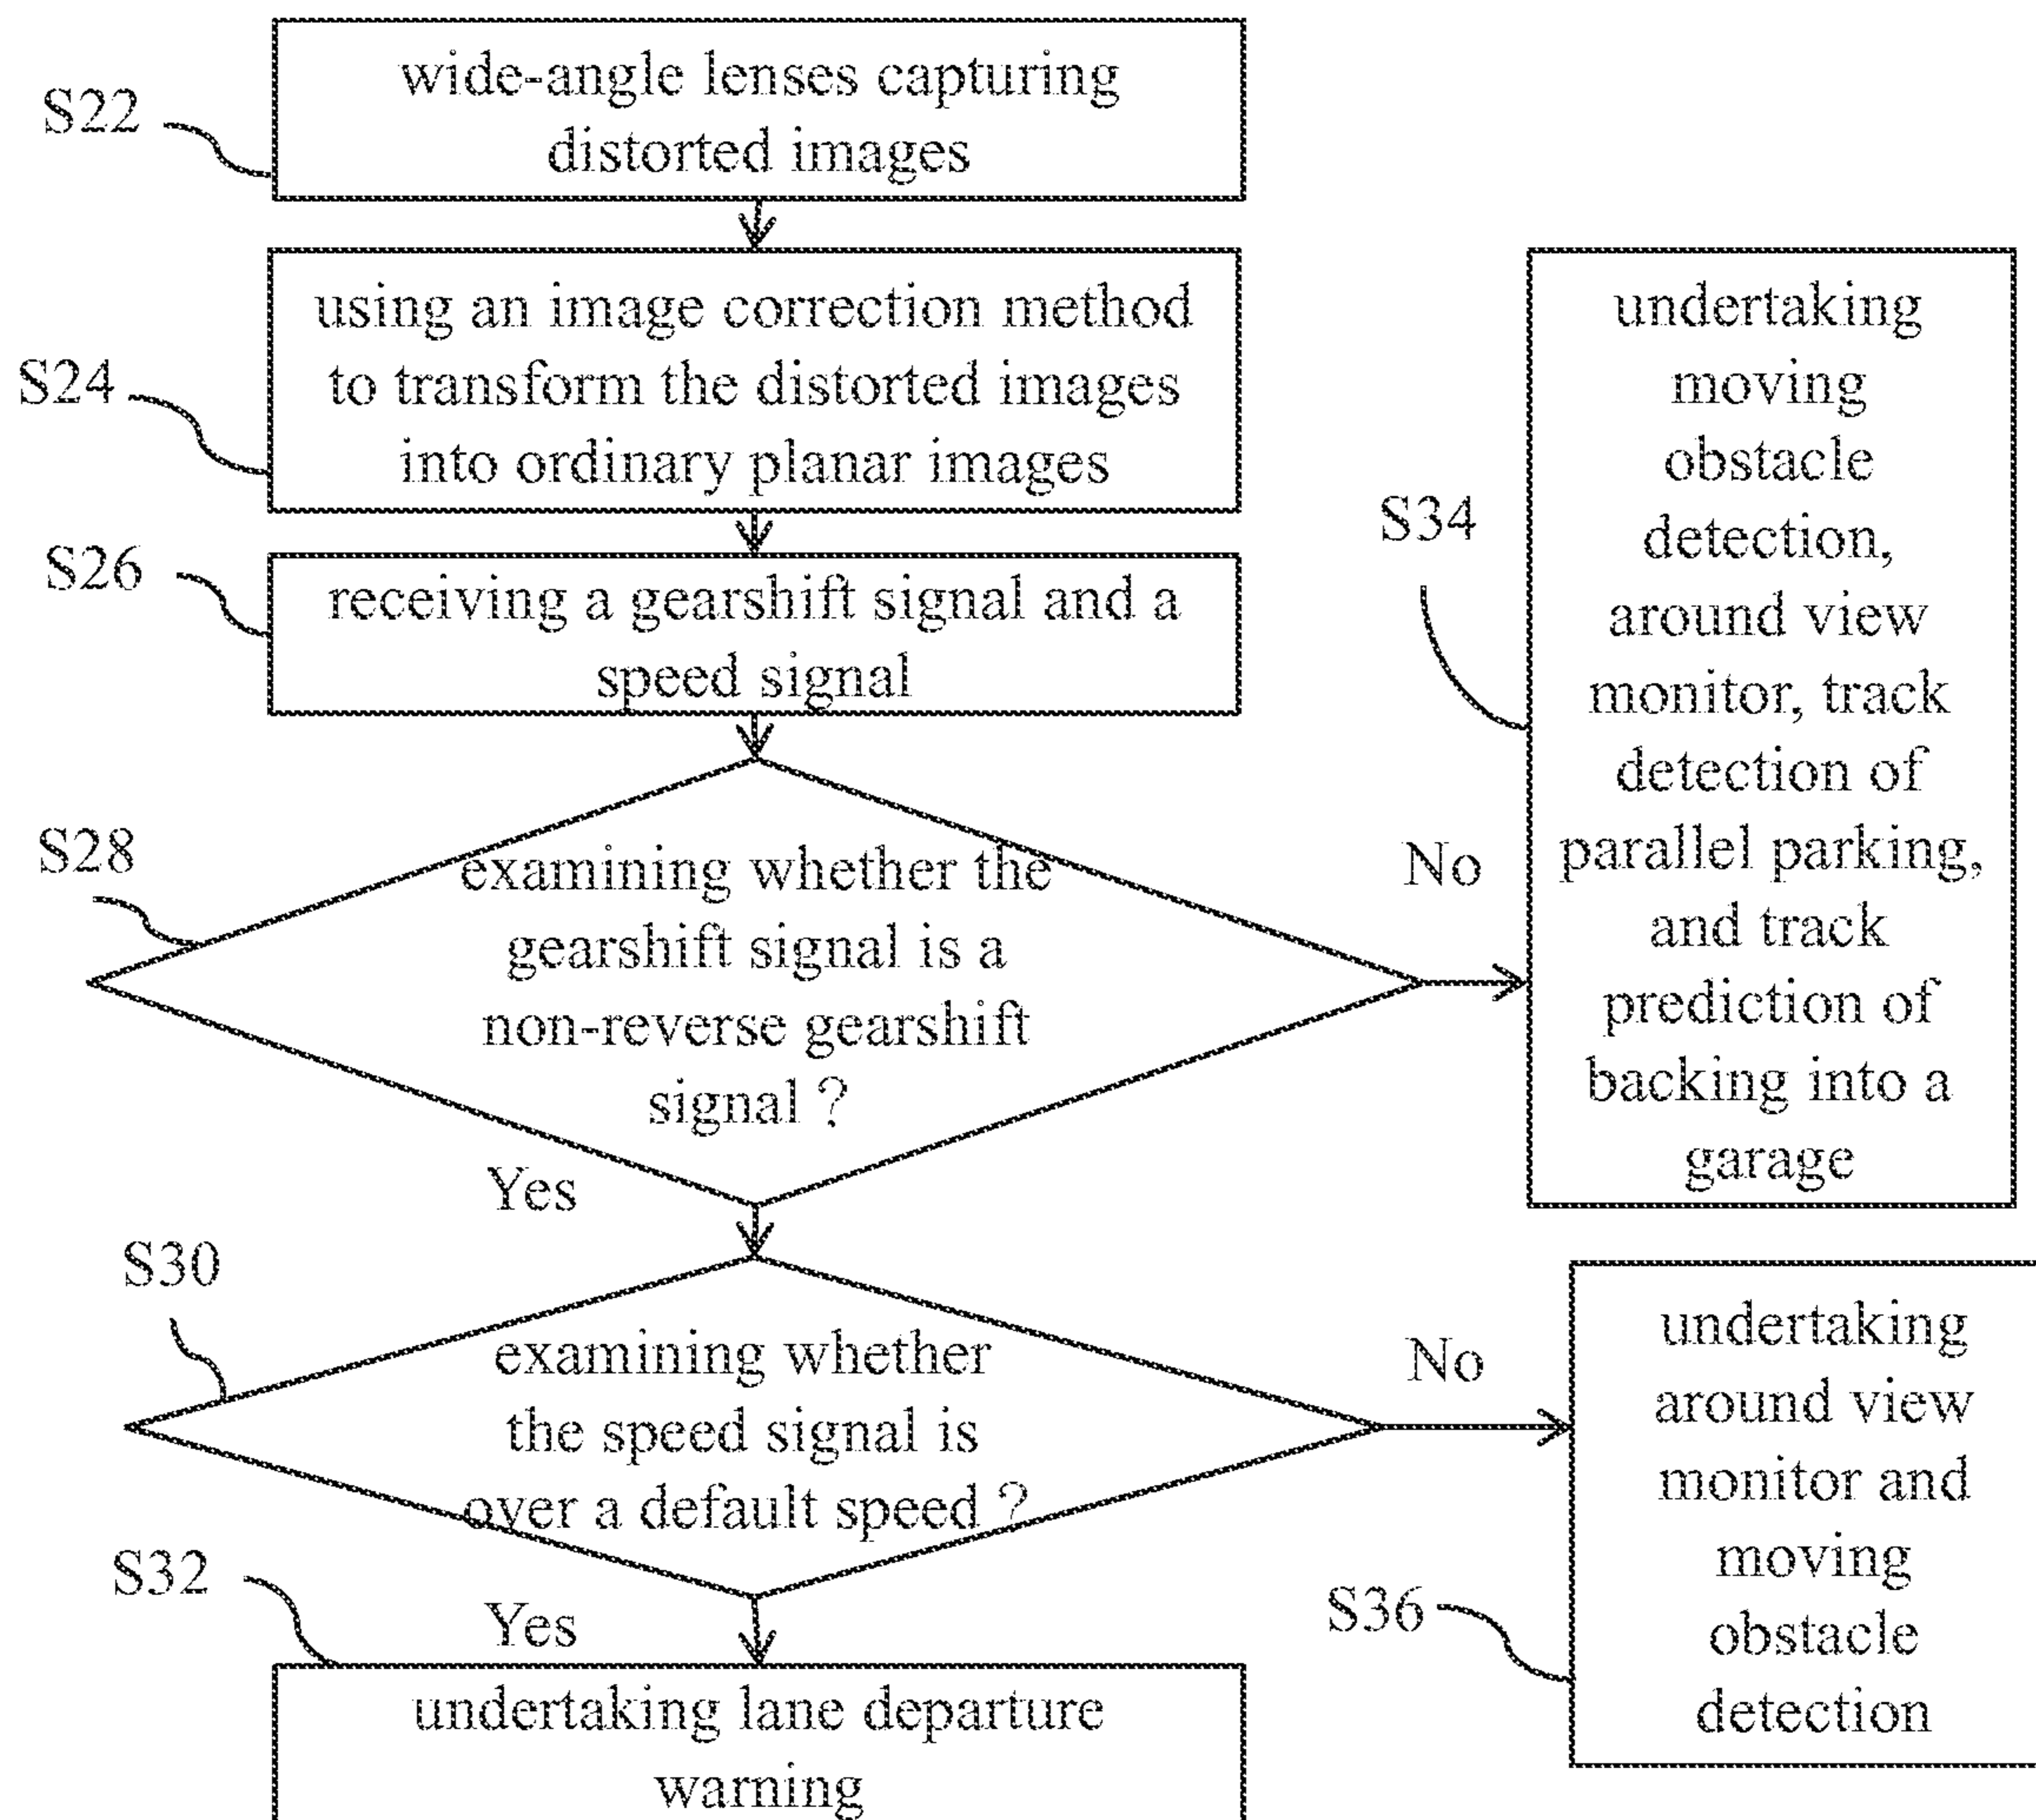 S22
wide-angle lenses capturing
distorted images
S24
using an image correction method
to transform the distorted images
into ordinary planar images
S26
receiving a gearshift signal and a
speed signal
S28
examining whether the
gearshift signal is a
non-reverse gearshift
signal ?
No
Yes
S34
undertaking
moving
obstacle
detection,
around view
monitor, track
detection of
parallel parking,
and track
prediction of
backing into a
garage
S30
examining whether
the speed signal is
over a default speed ?
No
Yes
S36
undertaking
around view
monitor and
moving
obstacle
detection
S32
undertaking lane departure
warning